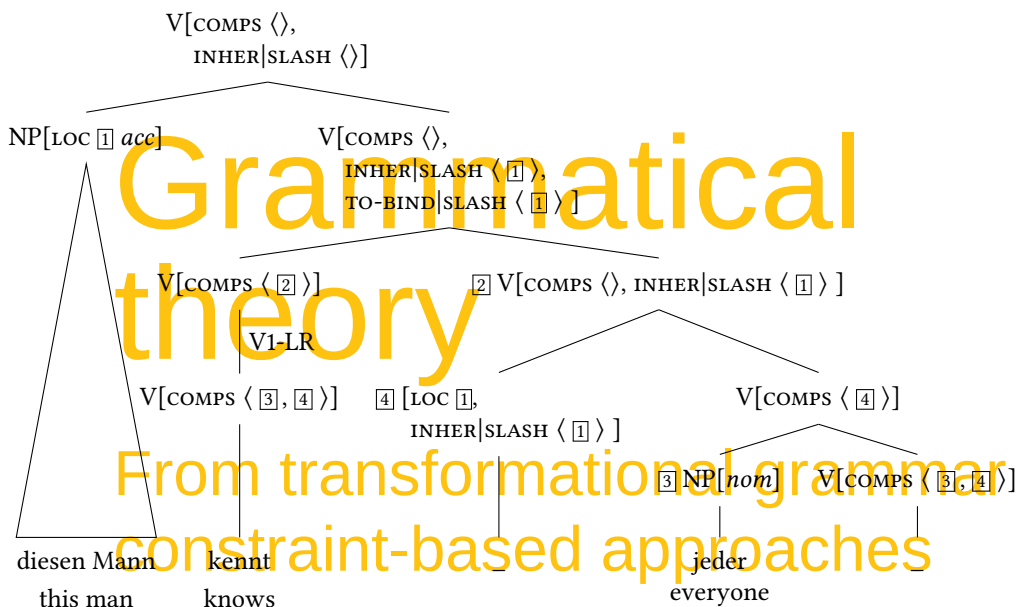 V[COMPS ⟨⟩,
INHER|SLASH ⟨⟩]
NP[LOC 1 acc]
V[COMPS ⟨⟩,
INHER|SLASH ⟨ 1 ⟩,
TO-BIND|SLASH ⟨ 1 ⟩ ]
Grammatical
theory
V[COMPS ⟨ 2 ⟩]
2 V[COMPS ⟨⟩, INHER|SLASH ⟨ 1 ⟩ ]
V1-LR
V[COMPS ⟨ 3 , 4 ⟩]
4 [LOC 1,
INHER|SLASH ⟨ 1 ⟩ ]
V[COMPS ⟨ 4 ⟩]
From transformational grammar
constraint-based approaches
3 NP[nom]
V[COMPS ⟨ 3 , 4 ⟩]
diesen Mann
this man
kennt
knows
_
jeder
everyone
_